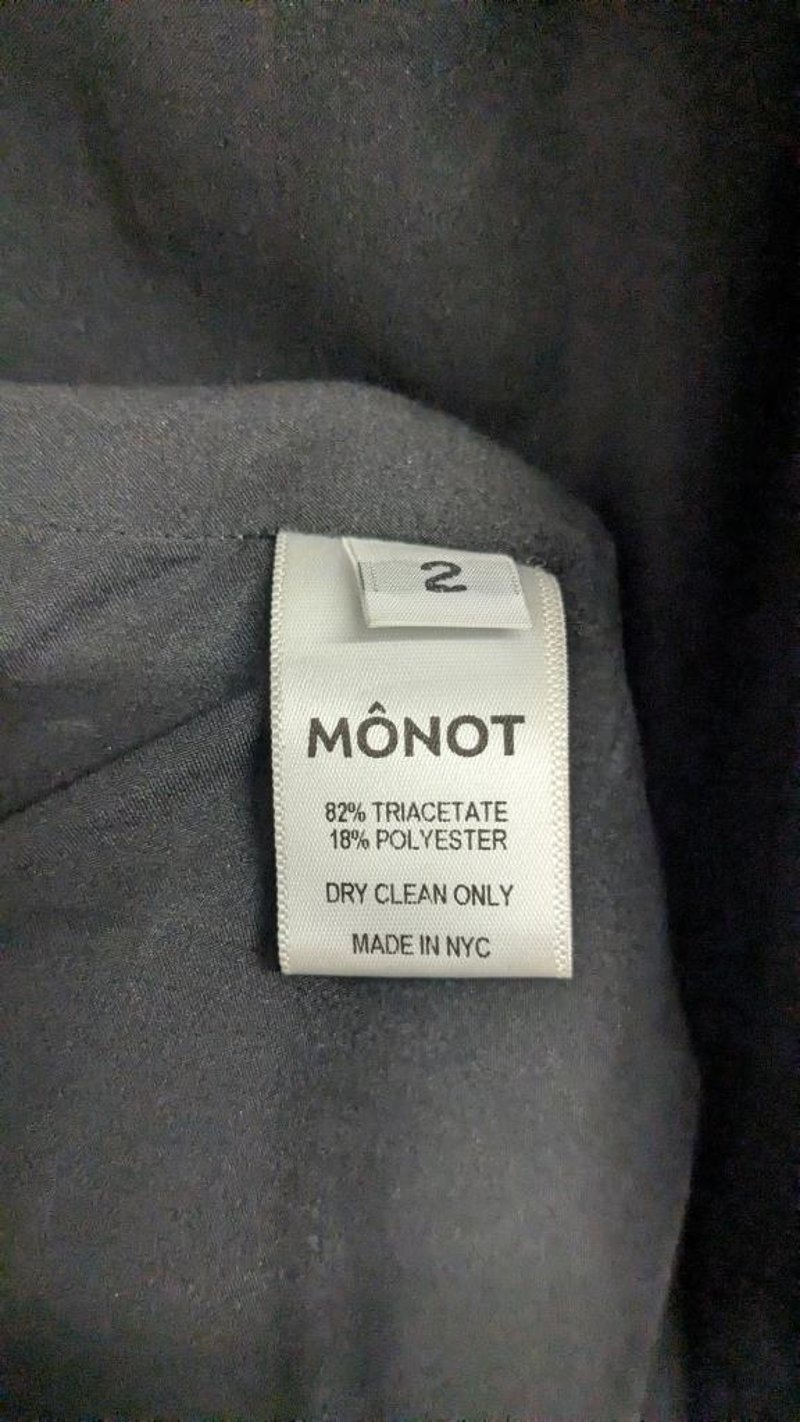 2
MÔNOT
82% TRIACETATE
18% POLYESTER
DRY CLEAN ONLY
MADE IN NYC